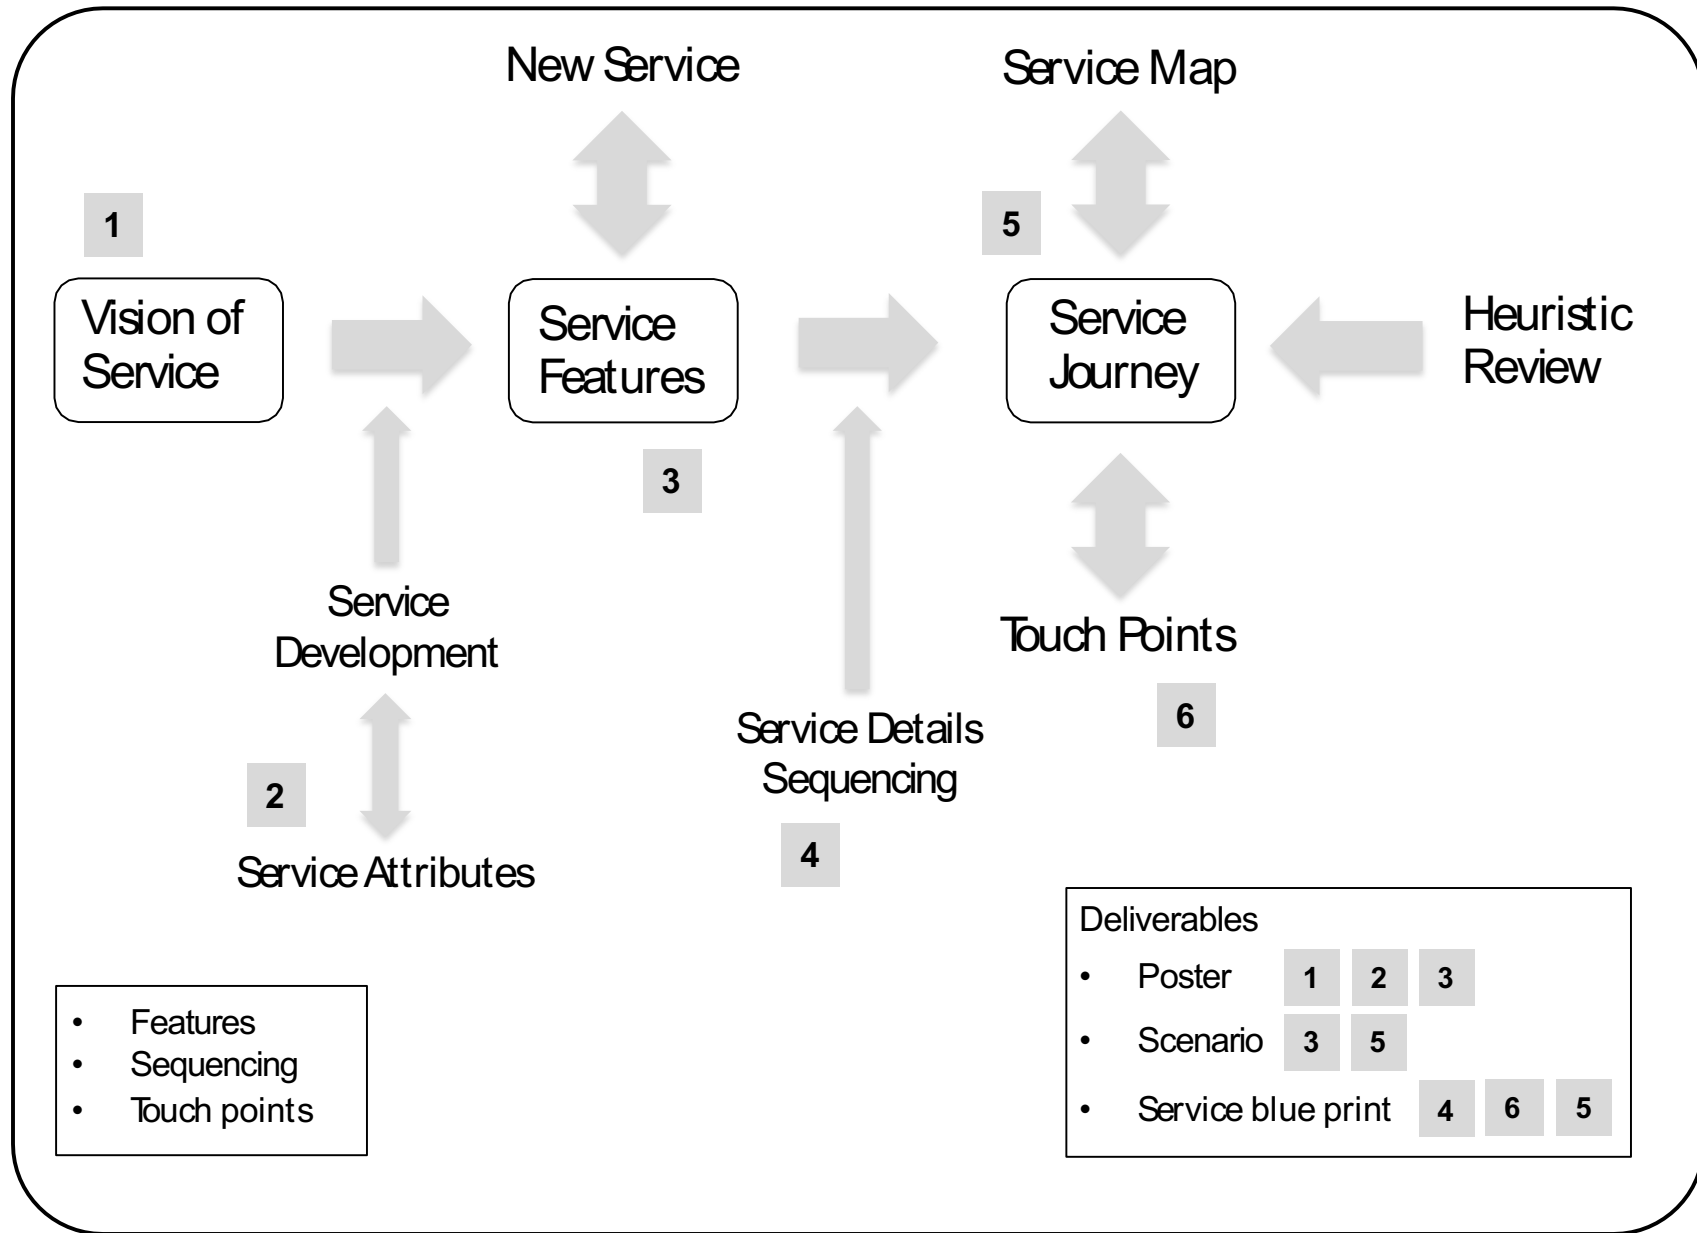 New Service
Service Map
1
5
Vision of
Service
Service
Features
Service
Journey
Heuristic
Review
3
Service
Development
Touch Points
6
Service Details
Sequencing
2
4
Service Attributes
Deliverables
• Poster 1 2 3
• Scenario 3 5
• Service blue print 4 6 5
• Features
• Sequencing
• Touch points